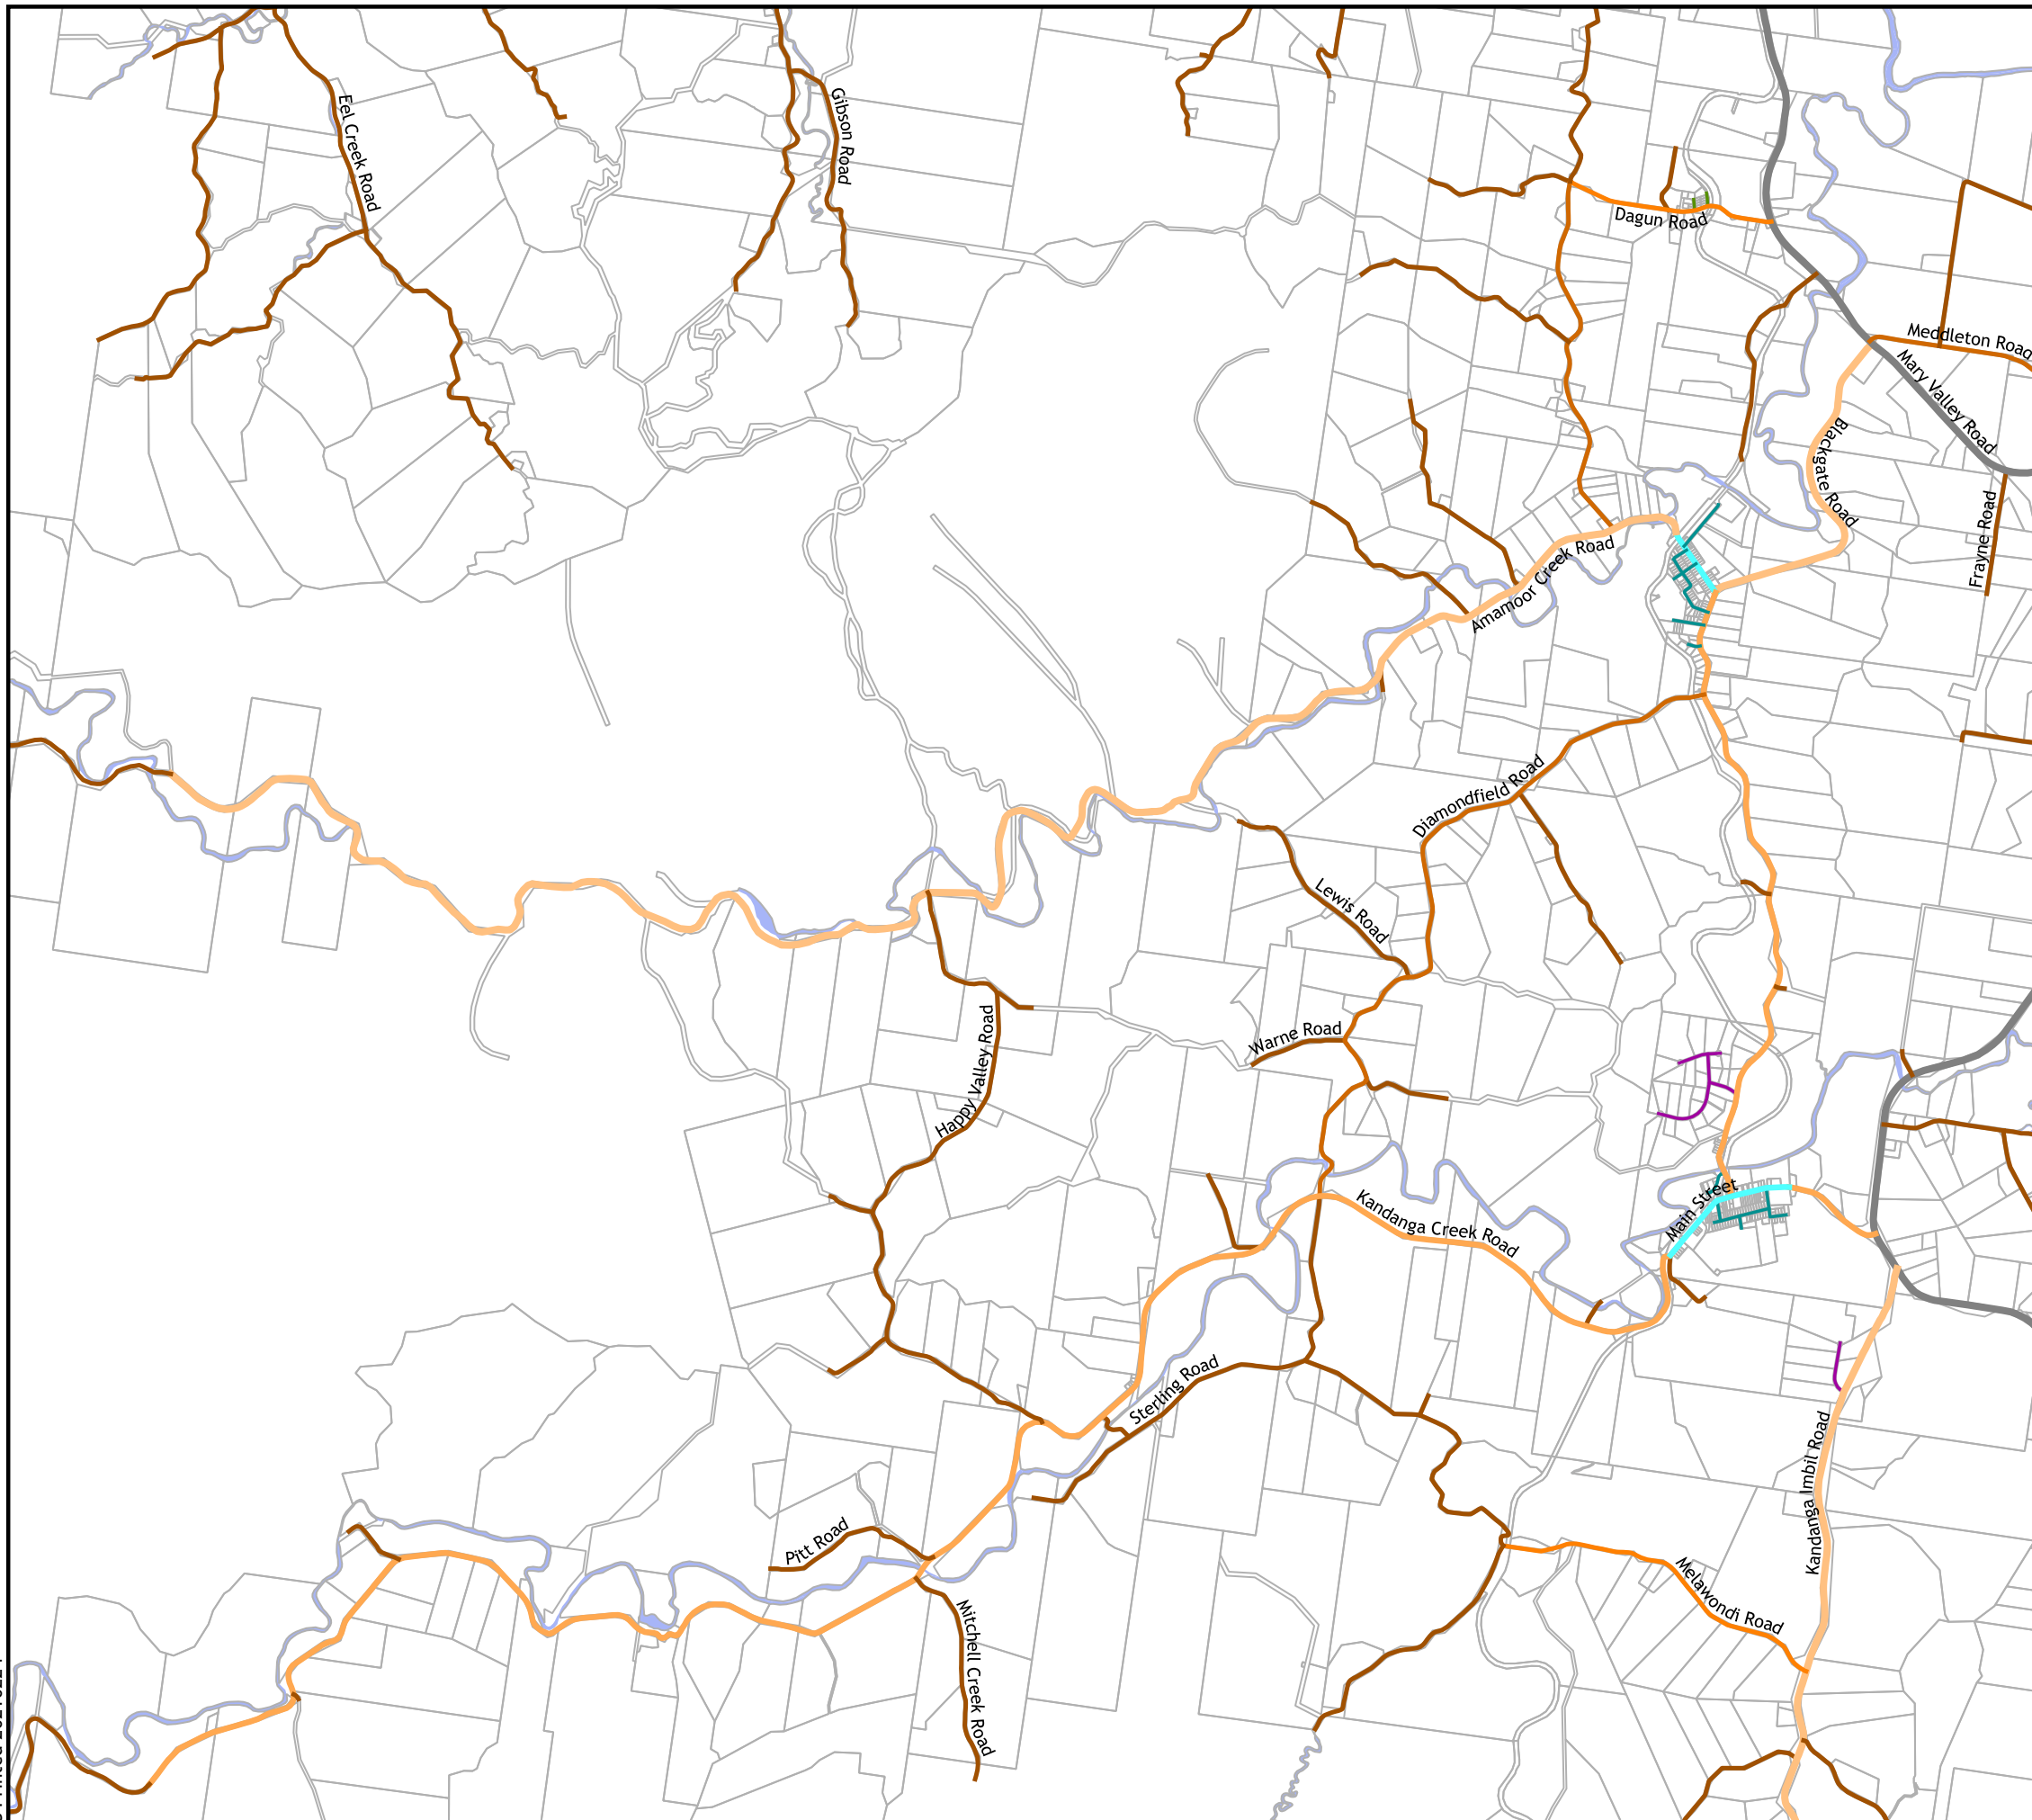 Eel Creek Road
Gibson Road
Dagun Road
Meddleton Road
Mary Valley Road
Blackgate Road
Frayne Road
Amamoor Creek Road
Diamondfield Road
Lewis Road
Warne Road
Happy Valley Road
Main Street
Kandanga Creek Road
Sterling Road
Kandanga Imbil Road
Pitt Road
Melawondi Road
Mitchell Creek Road